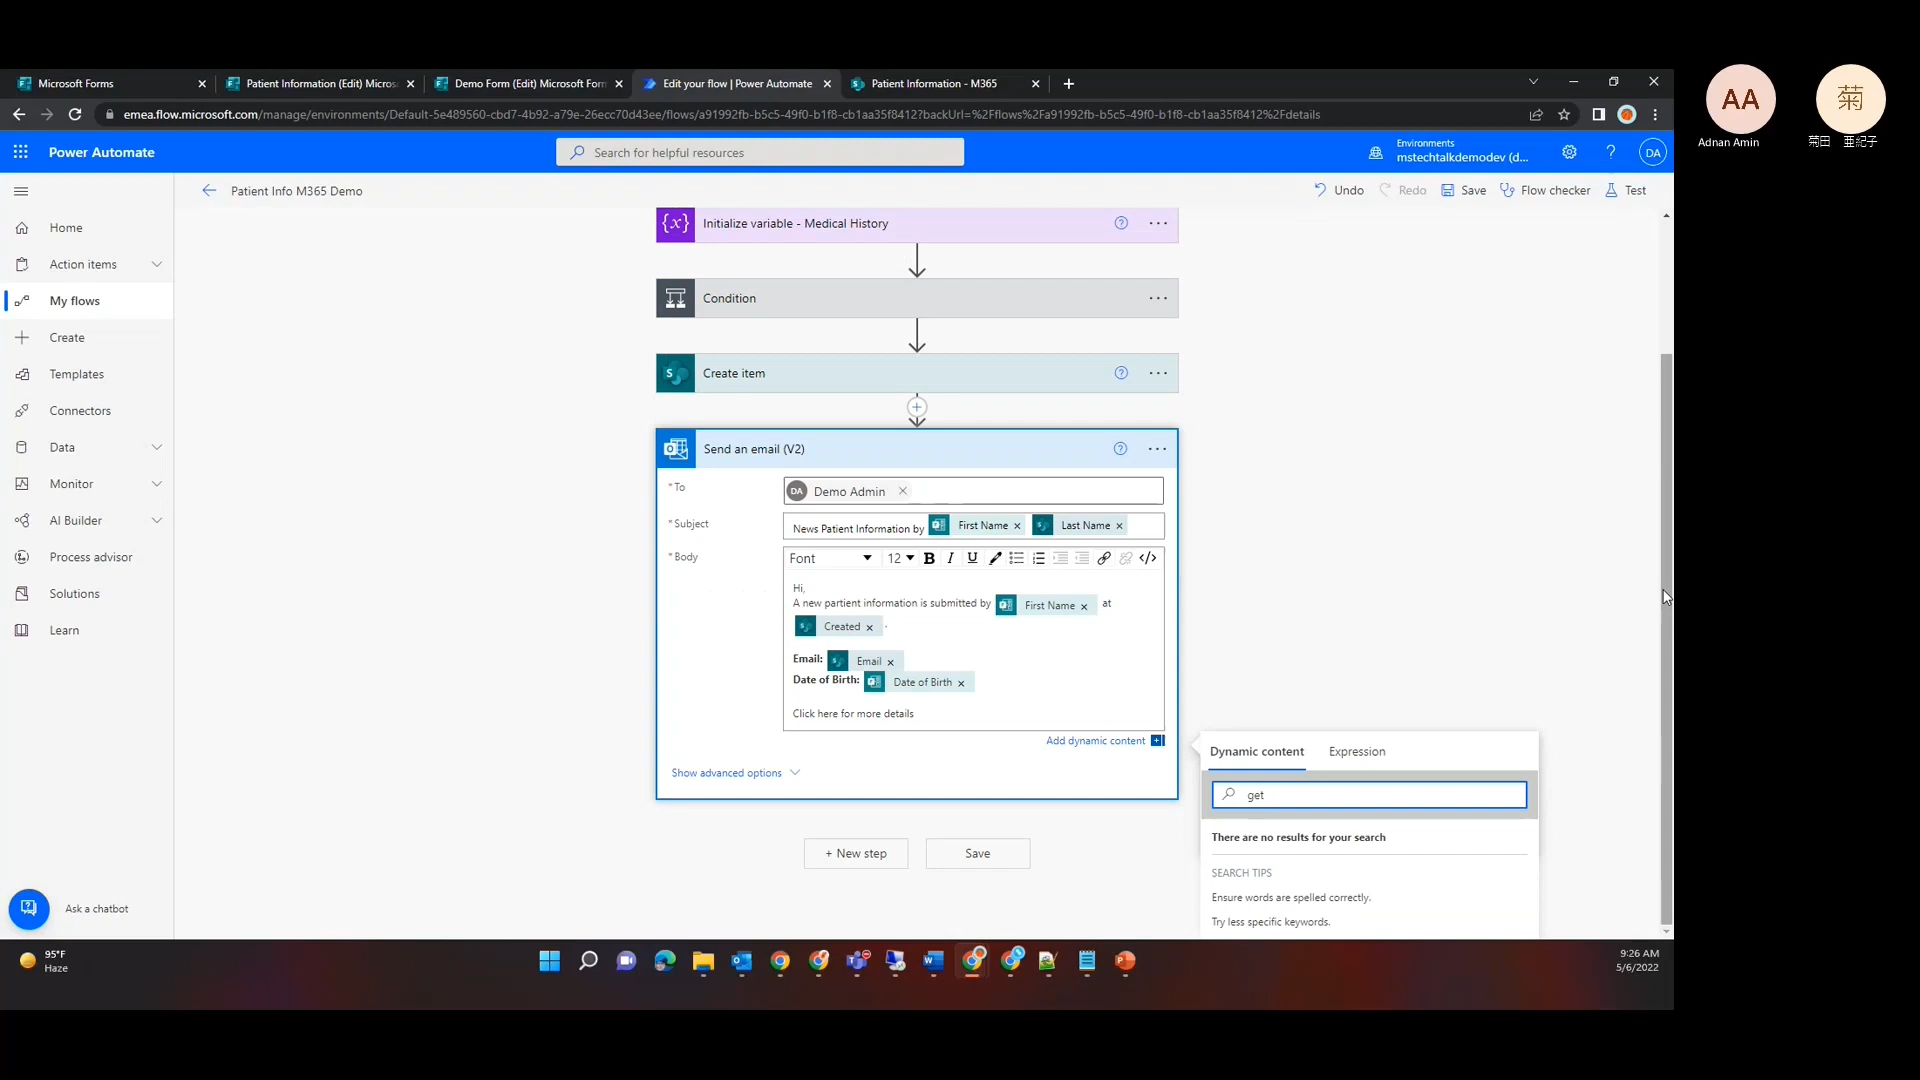 Microsoft Forms
Patient Information (Edit) Micros
Demo Form (Edit) Microsoft Forn
Edit your flow | Power Automate
Patient Information - M365
emea.flow.microsoft.com/manage/environments/Default-5e489560-cbd7-4b92-a79e-26ecc70d43ee/flows/a91992fb-b5c5-49f0-b1f8-cb1aa35f8412?backUrl=%2Fflows%2Fa91992fb-b5c5-49f0-b1f8-cb1aa35f8412%2Fdetails
AA
菊
Adnan Amin
菊田 亜紀子
Power Automate
Search for helpful resources
Environments
mstechtalkdemodev (d...
DA
Patient Info M365 Demo
Undo
Redo
Save
Flow checker
Test
Home
Action items
My flows
Create
Templates
Connectors
Data
Monitor
AI Builder
Process advisor
Solutions
Learn
Ask a chatbot
{x} Initialize variable - Medical History
Condition
Create item
Send an email (V2)
* To
DA Demo Admin
* Subject
News Patient Information by First Name Last Name
* Body
Font 12 B I U </>
Hi,
A new partient information is submitted by First Name at
Created .
Email: Email
Date of Birth: Date of Birth
Click here for more details
Add dynamic content
Show advanced options
+ New step
Save
Dynamic content
Expression
get
There are no results for your search
SEARCH TIPS
Ensure words are spelled correctly.
Try less specific keywords.
95°F
Haze
9:26 AM
5/6/2022